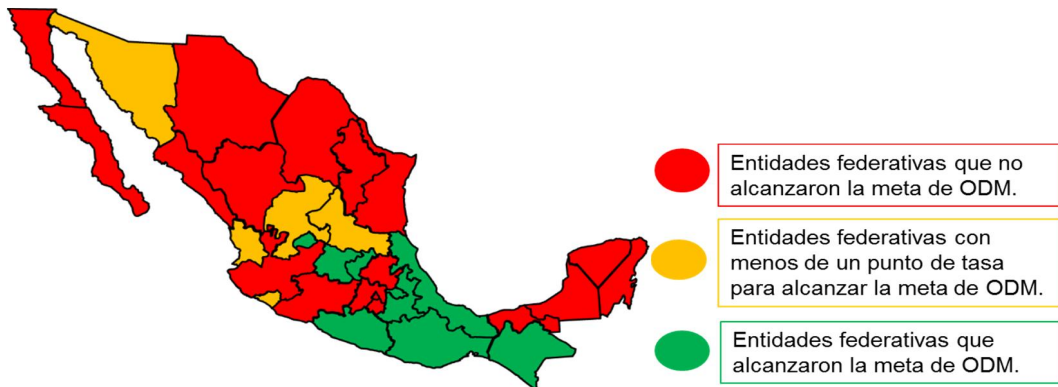 Entidades federativas que no
alcanzaron la meta de ODM.
Entidades federativas con
menos de un punto de tasa
para alcanzar la meta de ODM.
Entidades federativas que
alcanzaron la meta de ODM.